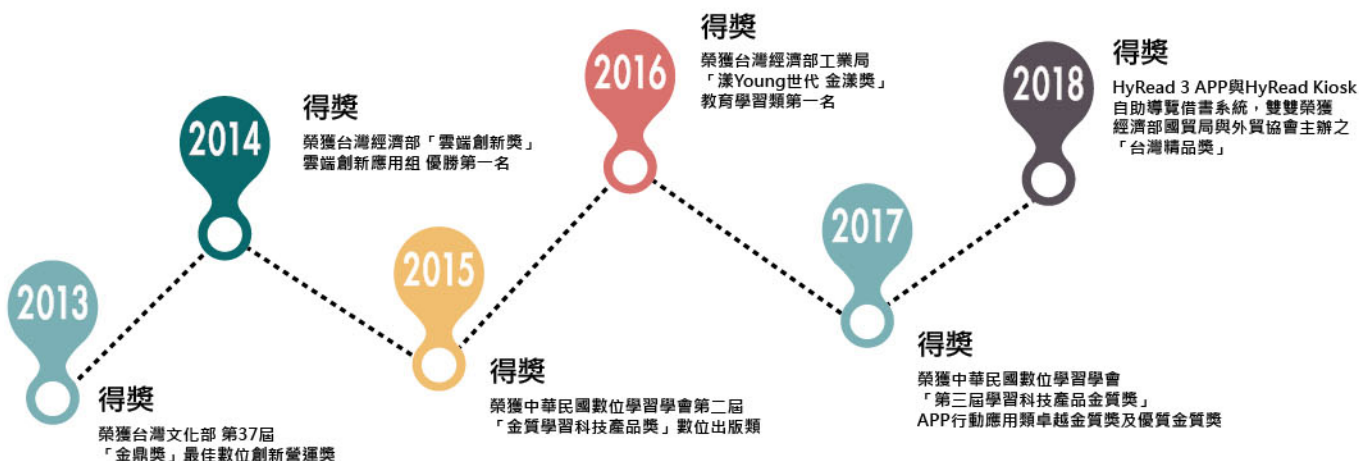 2013
得獎
榮獲台灣文化部 第37屆
「金鼎獎」最佳數位創新營運獎
2014
得獎
榮獲台灣經濟部「雲端創新獎」
雲端創新應用組 優勝第一名
2015
得獎
榮獲中華民國數位學習學會第二屆
「金質學習科技產品獎」數位出版類
2016
得獎
榮獲台灣經濟部工業局
「漾Young世代 金漾獎」
教育學習類第一名
2017
得獎
榮獲中華民國數位學習學會
「第三屆學習科技產品金質獎」
APP行動應用類卓越金質獎及優質金質獎
2018
得獎
HyRead 3 APP與HyRead Kiosk
自助導覽借書系統，雙雙榮獲
經濟部國貿局與外貿協會主辦之
「台灣精品獎」